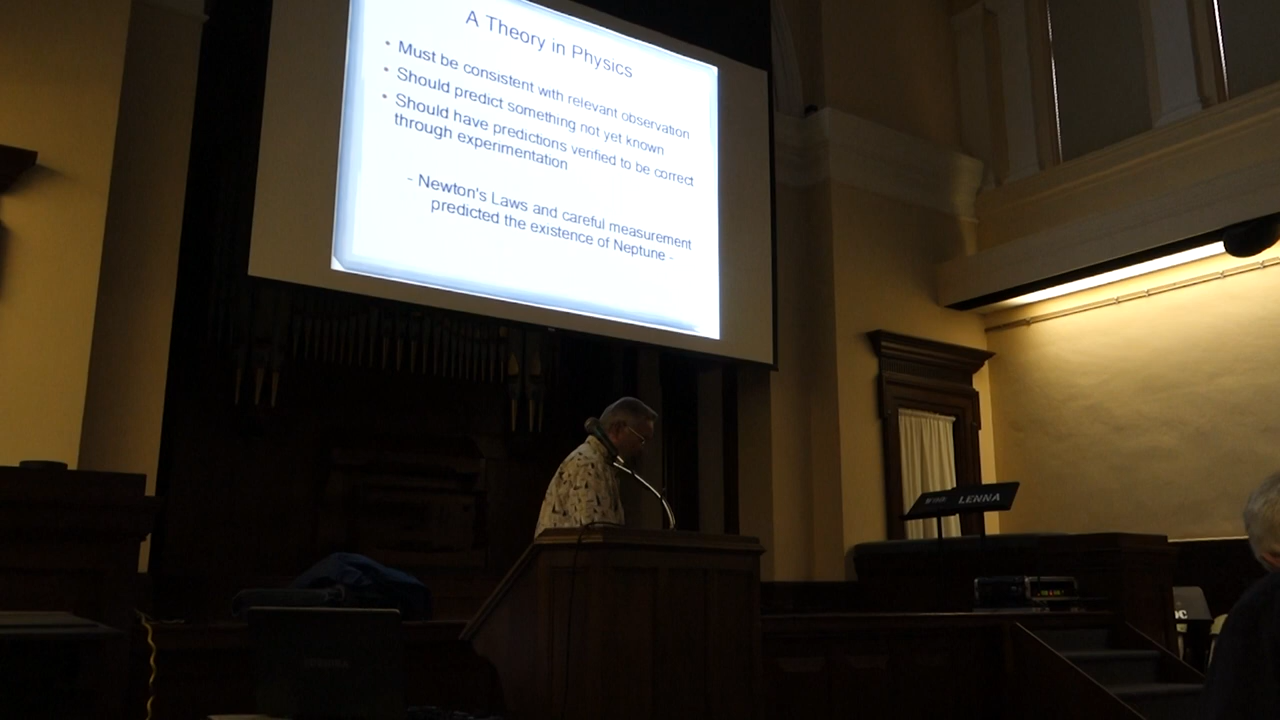 A Theory in Physics
• Must be consistent with relevant observation
• Should predict something not yet known
• Should have predictions verified to be correct
through experimentation
- Newton's Laws and careful measurement
predicted the existence of Neptune -
LENNA